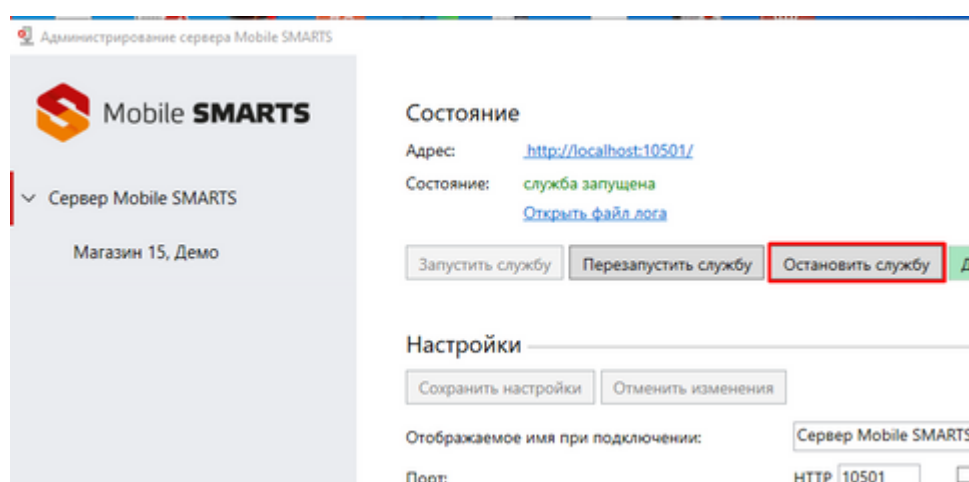 Администрирование сервера Mobile SMARTS
Mobile SMARTS
Сервер Mobile SMARTS
Магазин 15, Демо
Состояние
Адрес: http://localhost:10501/
Состояние: служба запущена
Открыть файл лога
Запустить службу Перезапустить службу Остановить службу
Настройки
Сохранить настройки Отменить изменения
Отображаемое имя при подключении: Сервер Mobile SMARTS
Порт: HTTP 10501